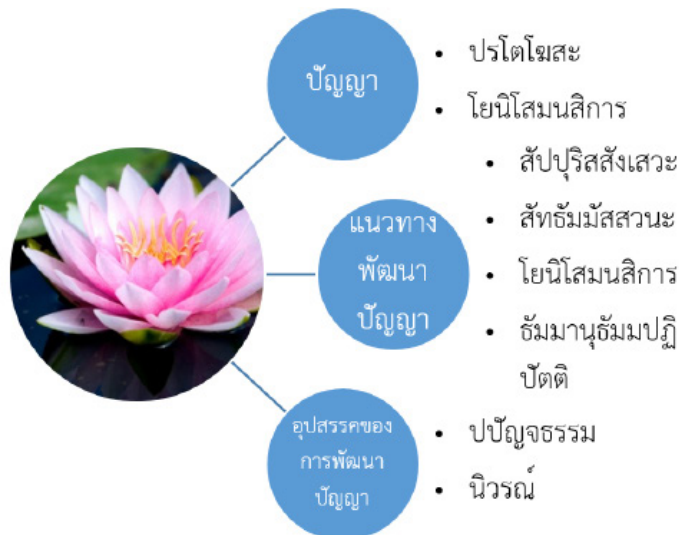 ปัญญา
• ปรโตโฆสะ
• โยนิโสมนสิการ
• สัปปุริสสังเสวะ
• สัทธัมมัสสวนะ
• โยนิโสมนสิการ
• ธัมมานุธัมมปฏิ
ปัตติ
แนวทาง
พัฒนา
ปัญญา
อุปสรรคของ
การพัฒนา
ปัญญา
• ปปัญจธรรม
• นิวรณ์